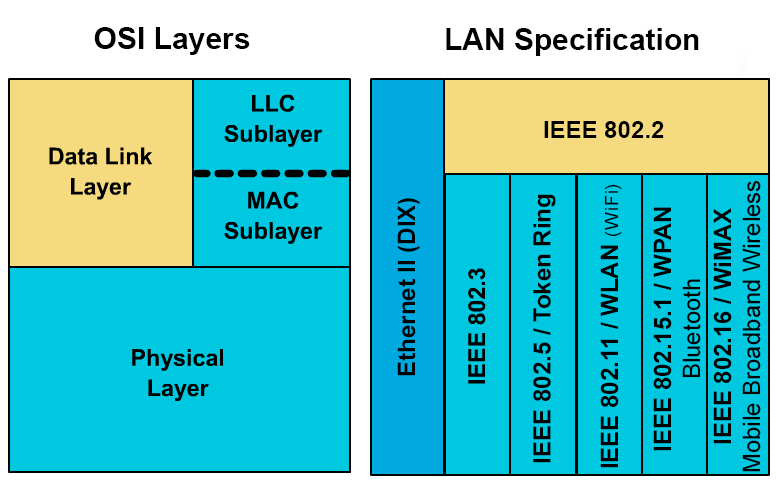 OSI Layers
LAN Specification
Data Link
Layer
LLC
Sublayer
MAC
Sublayer
Physical
Layer
Ethernet II (DIX)
IEEE 802.2
IEEE 802.3
IEEE 802.5 / Token Ring
IEEE 802.11 / WLAN (WiFi)
IEEE 802.15.1 / WPAN
Bluetooth
IEEE 802.16 / WiMAX
Mobile Broadband Wireless